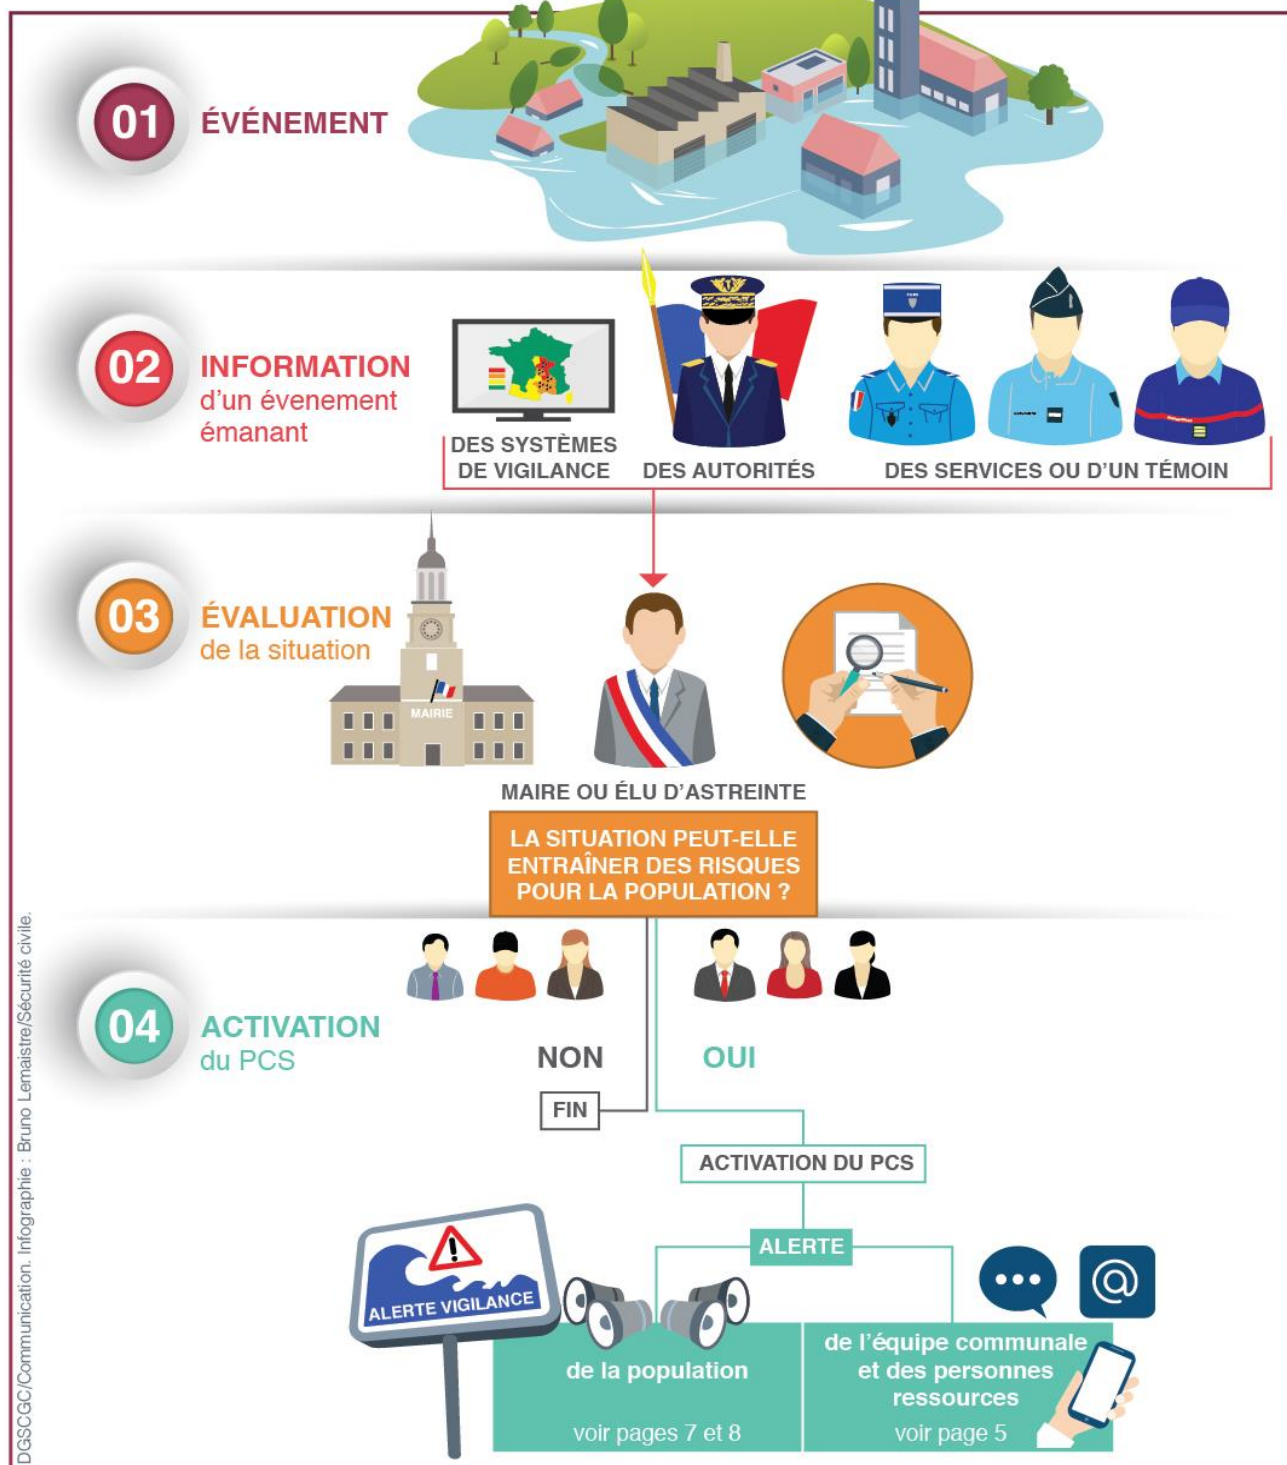 01
ÉVÉNEMENT
02
INFORMATION
d'un évenement
émanant
DES SYSTÈMES
DE VIGILANCE
DES AUTORITÉS
DES SERVICES OU D'UN TÉMOIN
03
ÉVALUATION
de la situation
MAIRIE
MAIRE OU ÉLU D'ASTREINTE
LA SITUATION PEUT-ELLE
ENTRAÎNER DES RISQUES
POUR LA POPULATION ?
04
ACTIVATION
du PCS
NON
OUI
FIN
ACTIVATION DU PCS
ALERTE
ALERTE VIGILANCE
de la population
voir pages 7 et 8
de l'équipe communale
et des personnes
ressources
voir page 5
DGSCGC/Communication. Infographie : Bruno Lemaistre/Sécurité civile.